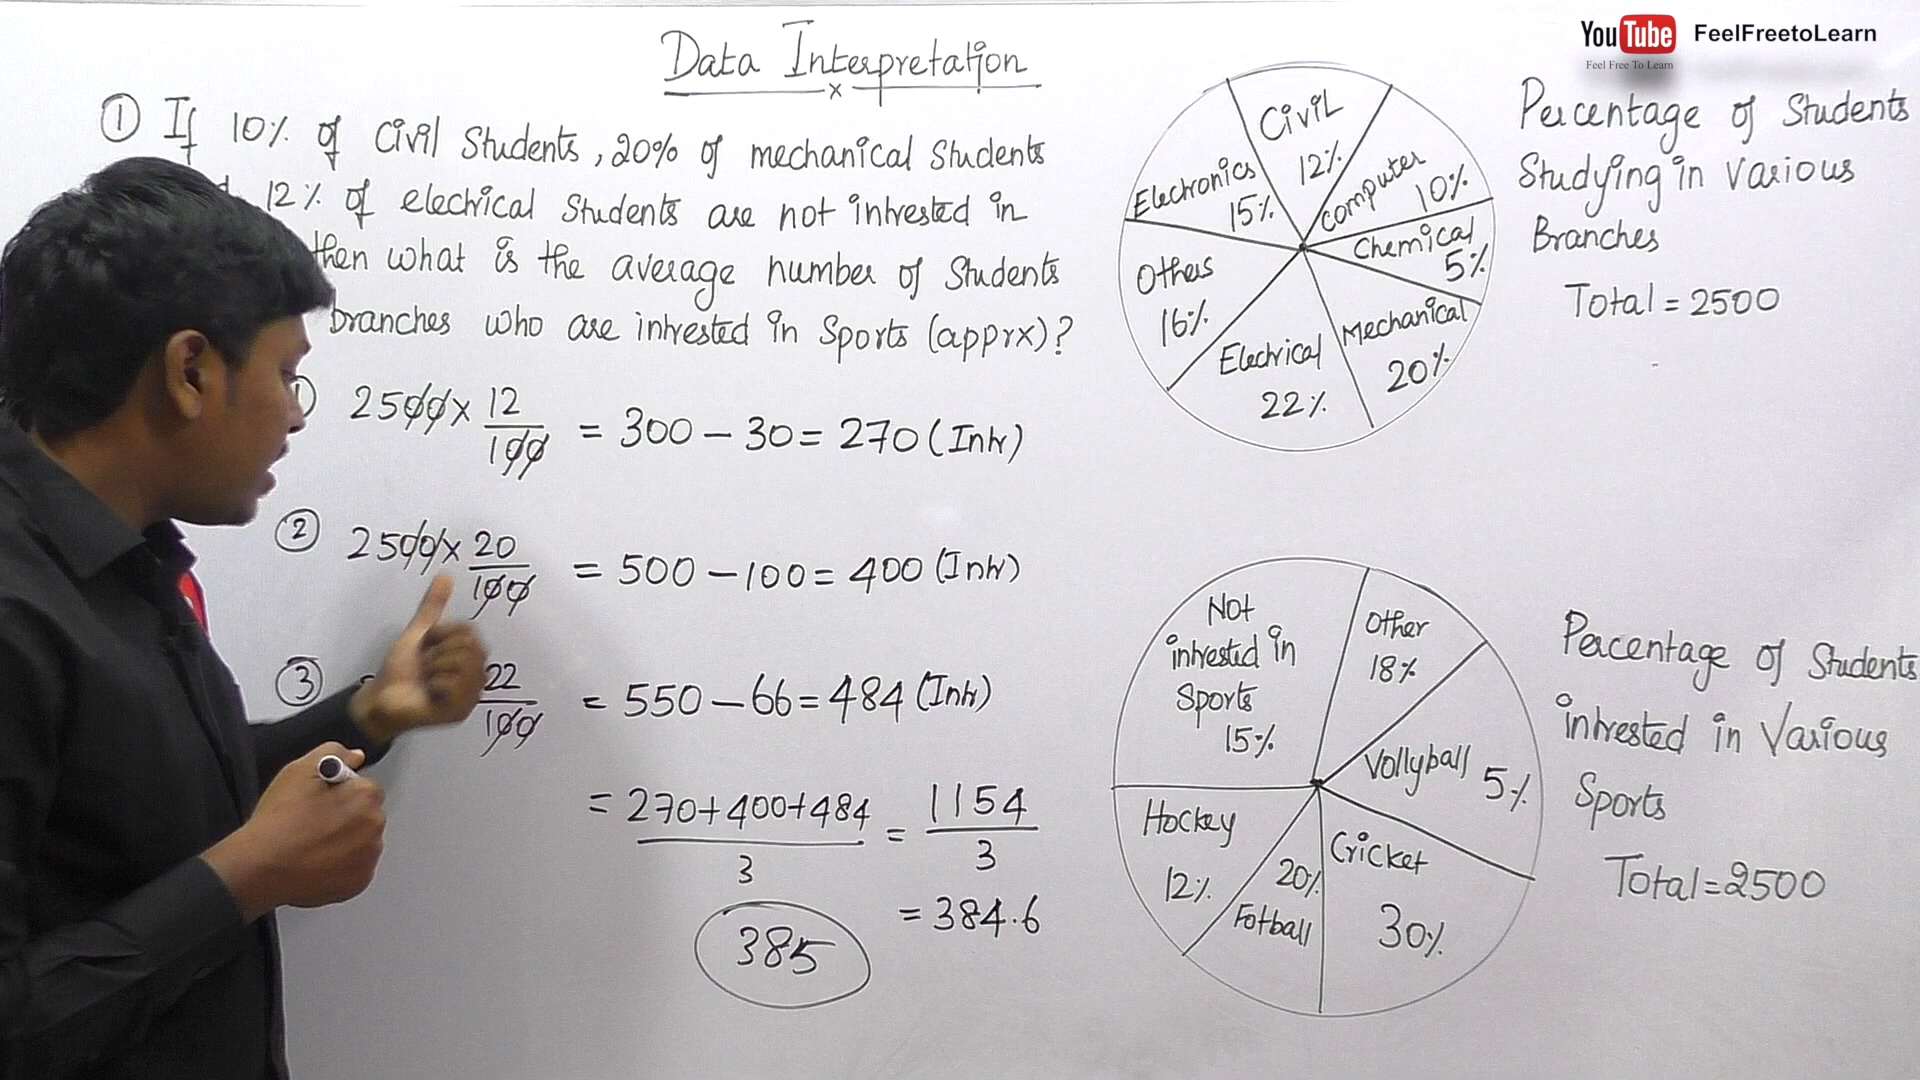 Data Interpretation
x
① If 10% of Civil Students, 20% of mechanical Students
12% of electrical Students are not intrested in
then what is the average number of Students
branches who are intrested in Sports (apprx)?
2500 x 12/100 = 300 - 30 = 270 (Intr)
② 2500 x 20/100 = 500 - 100 = 400 (Intr)
③ 22/100 = 550 - 66 = 484 (Intr)
= 270+400+484/3 = 1154/3
= 384.6
385
YouTube FeelFreetoLearn
Feel Free To Learn
Civil
12%
Computer
10%
Chemical
5%
Mechanical
20%
Electrical
22%
Others
16%
Electronics
15%
Percentage of Students
Studying in Various
Branches
Total = 2500
Not
intrested in
Sports
15%
Other
18%
Vollyball 5%
Cricket
30%
20%
Fotball
Hockey
12%
Percentage of Students
intrested in Various
Sports
Total = 2500